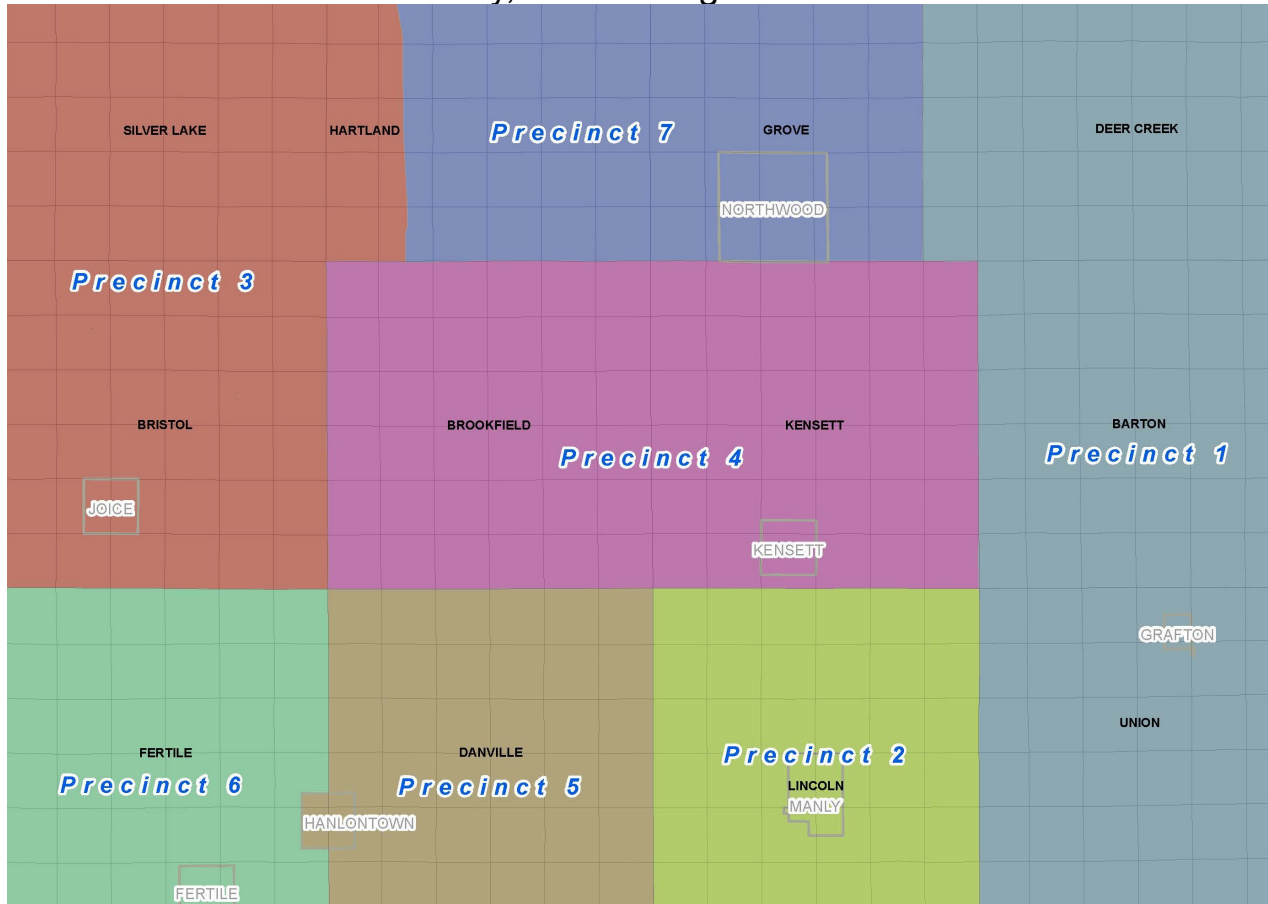 SILVER LAKE
HARTLAND
Precinct 7
GROVE
DEER CREEK
NORTHWOOD
Precinct 3
BRISTOL
BROOKFIELD
KENSETT
BARTON
Precinct 4
Precinct 1
JOICE
KENSETT
GRAFTON
UNION
FERTILE
DANVILLE
Precinct 2
Precinct 6
Precinct 5
LINCOLN
MANLY
HANLONTOWN
FERTILE